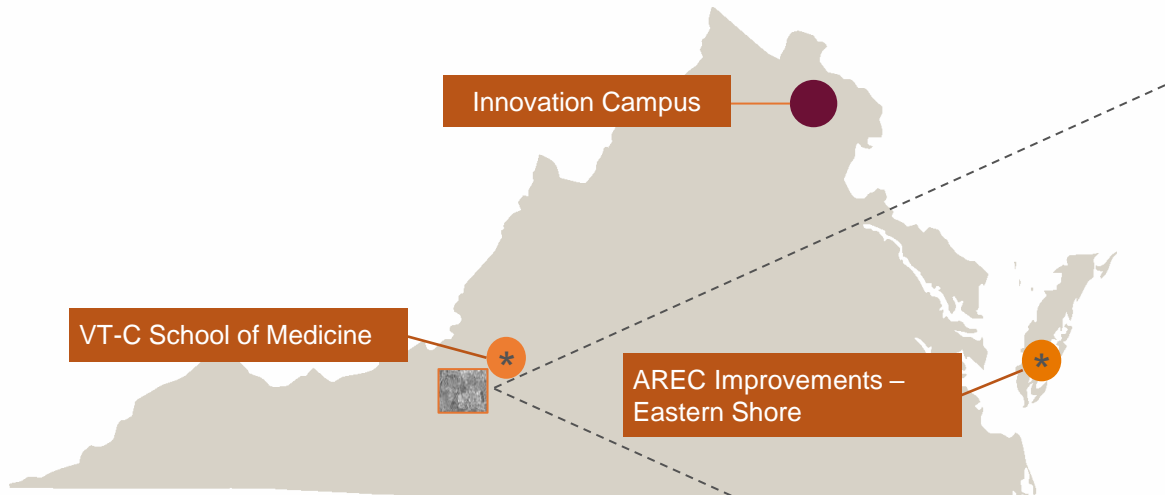 Innovation Campus
VT-C School of Medicine
*
AREC Improvements –
Eastern Shore
*